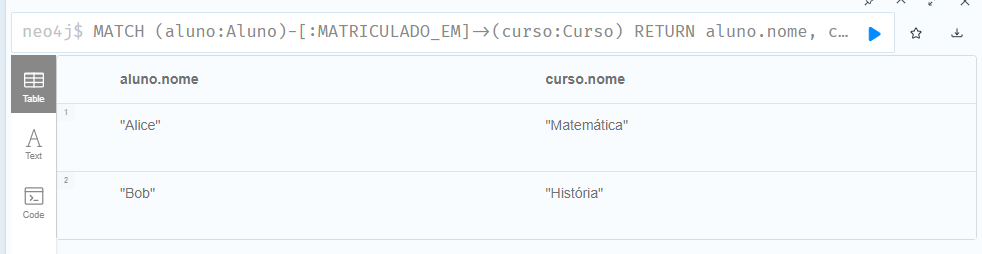 neo4j$ MATCH (aluno:Aluno)-[:MATRICULADO_EM]→(curso:Curso) RETURN aluno.nome, c…
Table
Text
Code
aluno.nome curso.nome
1
"Alice" "Matemática"
2
"Bob" "História"